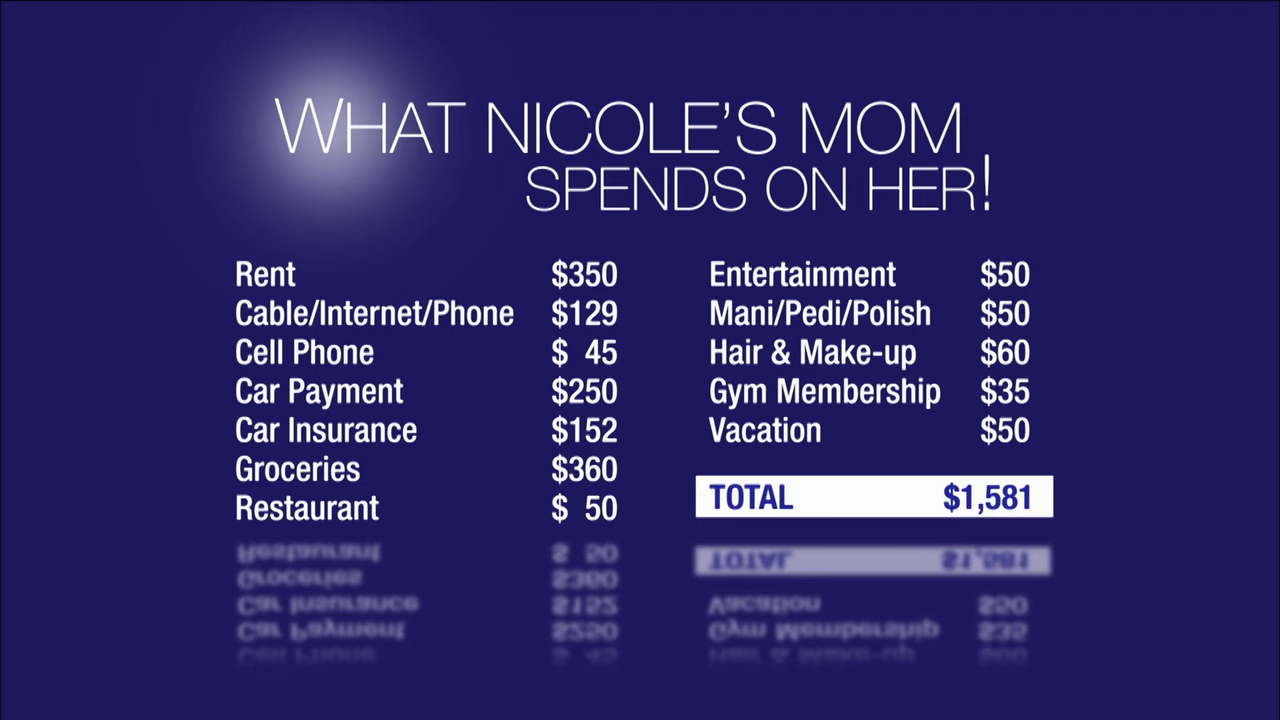 WHAT NICOLE'S MOM
SPENDS ON HER!
Rent $350
Cable/Internet/Phone $129
Cell Phone $ 45
Car Payment $250
Car Insurance $152
Groceries $360
Restaurant $ 50
Entertainment $50
Mani/Pedi/Polish $50
Hair & Make-up $60
Gym Membership $35
Vacation $50
TOTAL $1,581